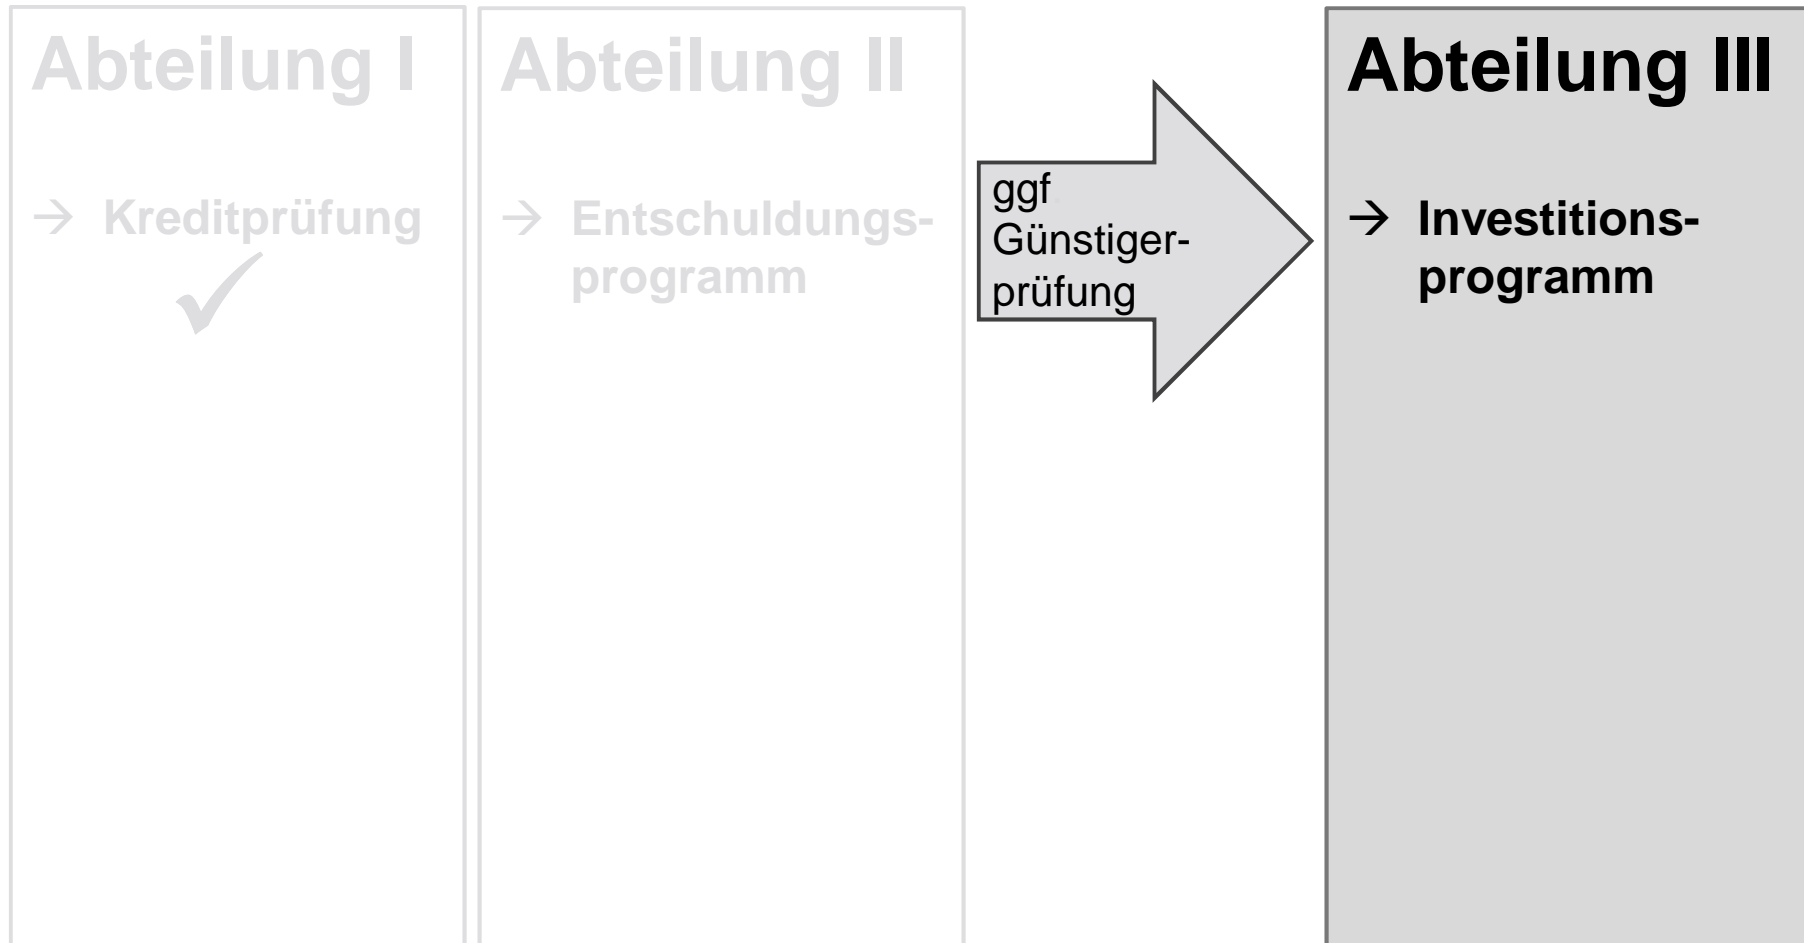 Abteilung I
→ Kreditprüfung
✓
Abteilung II
→ Entschuldungs-
programm
ggf
Günstiger-
prüfung
Abteilung III
→ Investitions-
programm